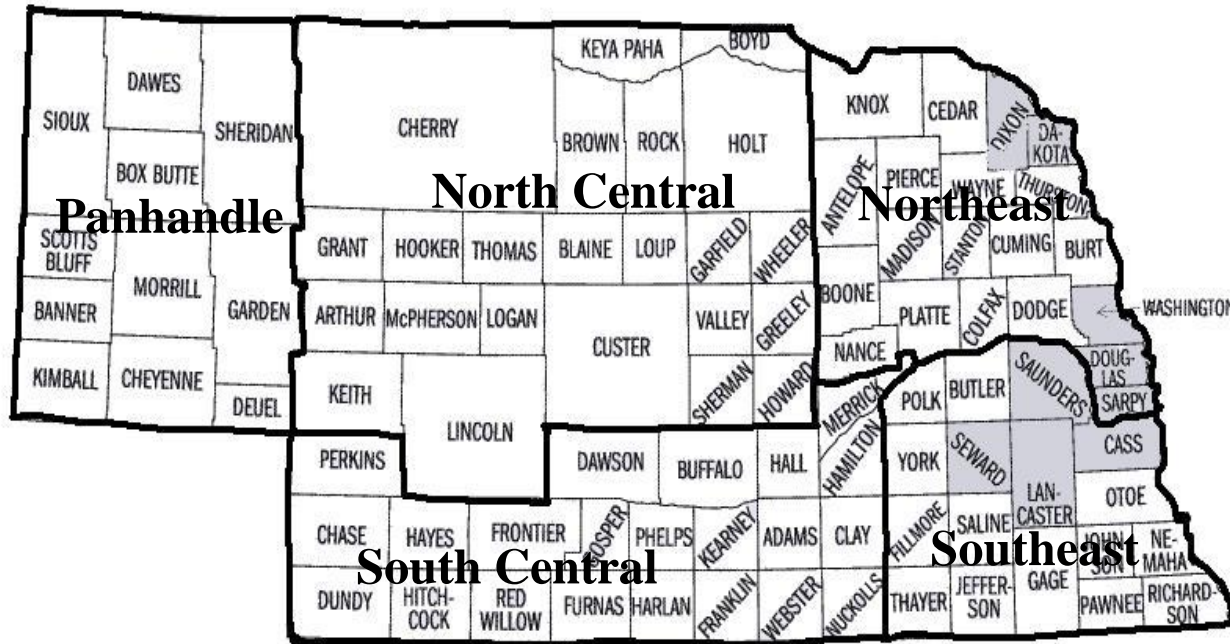 KEYA PAHA
BOYD
DAWES
SIOUX
SHERIDAN
CHERRY
BROWN
ROCK
HOLT
KNOX
CEDAR
DIXON
DA-
KOTA
BOX BUTTE
ANTELOPE
PIERCE
WAYNE
THURSTON
Panhandle
North Central
Northeast
SCOTTS
BLUFF
GRANT
HOOKER
THOMAS
BLAINE
LOUP
GARFIELD
WHEELER
MADISON
STANTON
CUMING
BURT
MORRILL
BANNER
GARDEN
ARTHUR
McPHERSON
LOGAN
CUSTER
VALLEY
GREELEY
BOONE
PLATTE
COLFAX
DODGE
WASHINGTON
NANCE
KIMBALL
CHEYENNE
DEUEL
KEITH
LINCOLN
SHERMAN
HOWARD
MERRICK
POLK
BUTLER
SAUNDERS
DOUG-
LAS
SARPY
PERKINS
DAWSON
BUFFALO
HALL
HAMILTON
YORK
SEWARD
LAN-
CASTER
CASS
OTOE
CHASE
HAYES
FRONTIER
GOSPER
PHELPS
KEARNEY
ADAMS
CLAY
FILLMORE
SALINE
JOHN-
SON
NE-
MAHA
South Central
Southeast
DUNDY
HITCH-
COCK
RED
WILLOW
FURNAS
HARLAN
FRANKLIN
WEBSTER
NUCKOLLS
THAYER
JEFFER-
SON
GAGE
PAWNEE
RICHARD-
SON